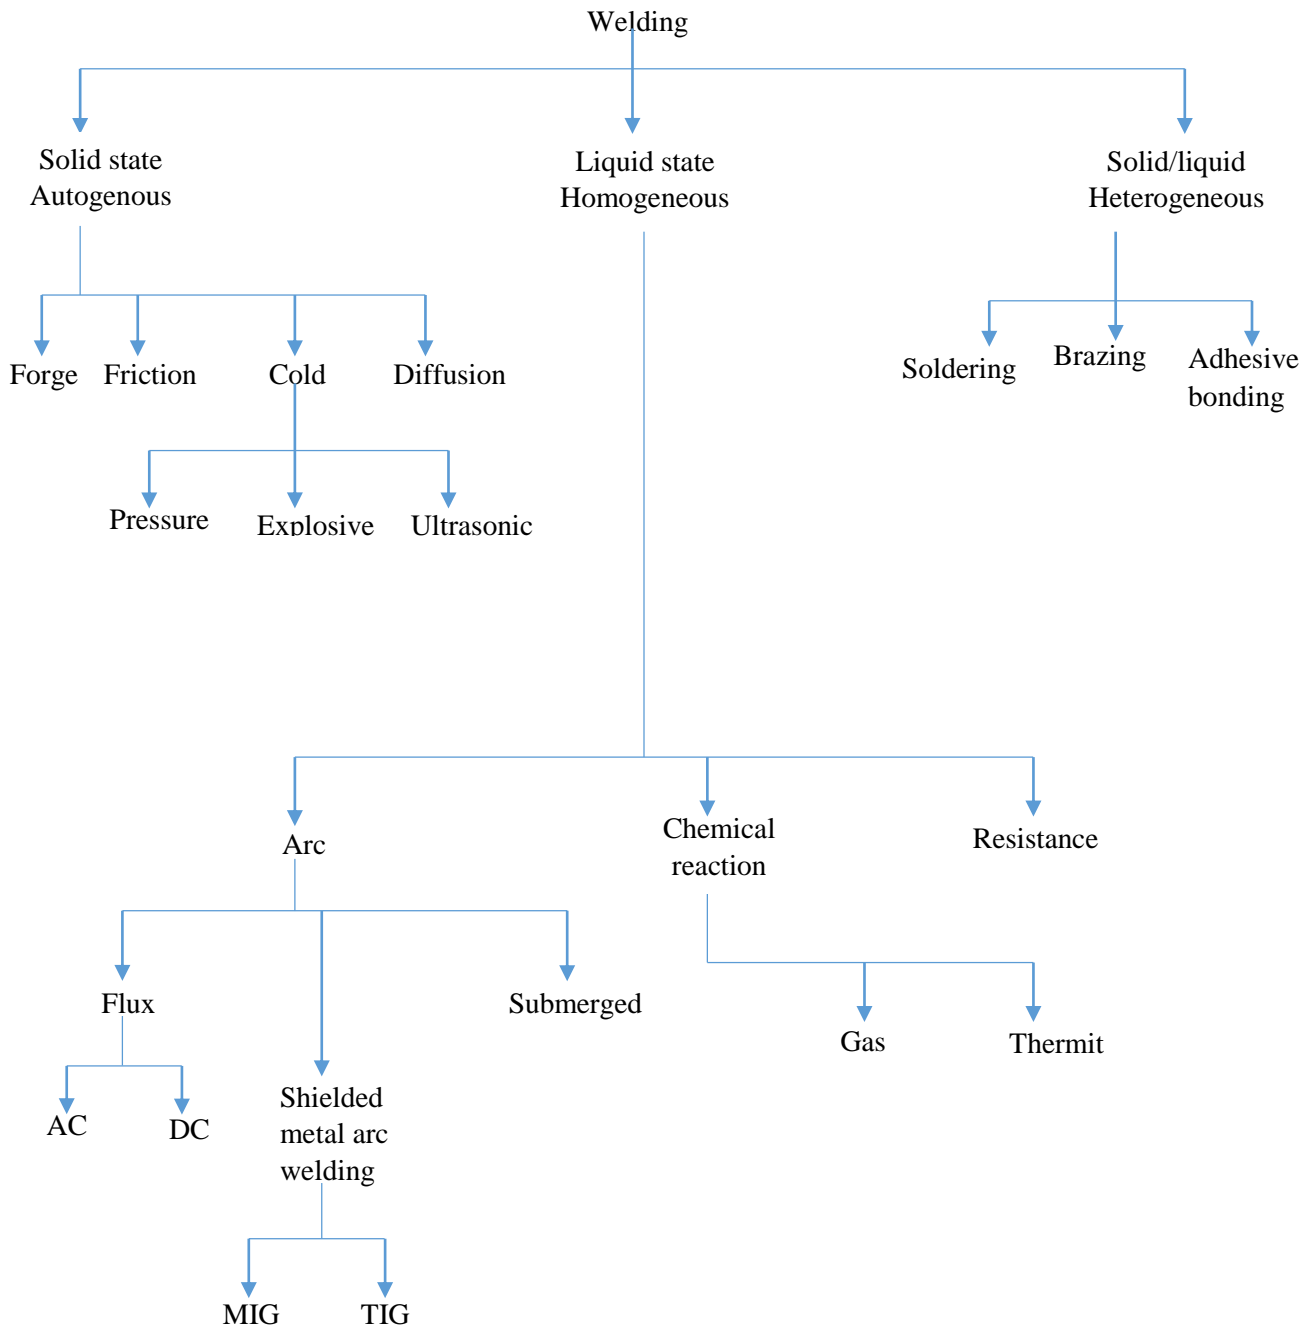 Welding
Solid state
Autogenous
Liquid state
Homogeneous
Solid/liquid
Heterogeneous
Forge
Friction
Cold
Diffusion
Soldering
Brazing
Adhesive
bonding
Pressure
Explosive
Ultrasonic
Arc
Chemical
reaction
Resistance
Flux
Submerged
Gas
Thermit
AC
DC
Shielded
metal arc
welding
MIG
TIG